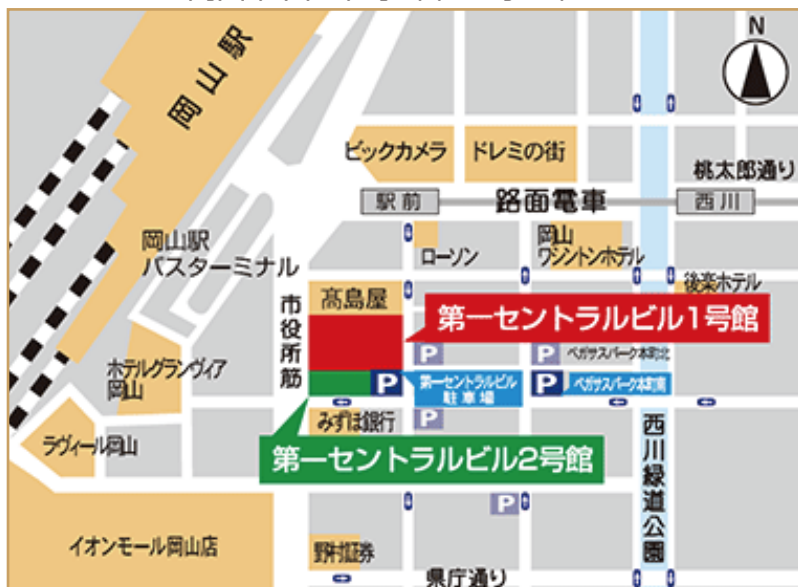 N
岡山駅
ビックカメラ
ドレミの街
桃太郎通り
駅前
路面電車
西川
岡山駅
バスターミナル
ローソン
岡山
ワシントンホテル
後楽ホテル
市役所筋
髙島屋
第一セントラルビル1号館
P
P
ペガサスパーク本町北
ホテルグランヴィア
岡山
P
第一セントラルビル
駐車場
P
ペガサスパーク本町南
みずほ銀行
P
ラヴィール岡山
第一セントラルビル2号館
西川緑道公園
P
イオンモール岡山店
野村証券
県庁通り